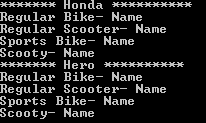 ******* Honda **********
Regular Bike- Name
Regular Scooter- Name
Sports Bike- Name
Scooty- Name
******* Hero **********
Regular Bike- Name
Regular Scooter- Name
Sports Bike- Name
Scooty- Name